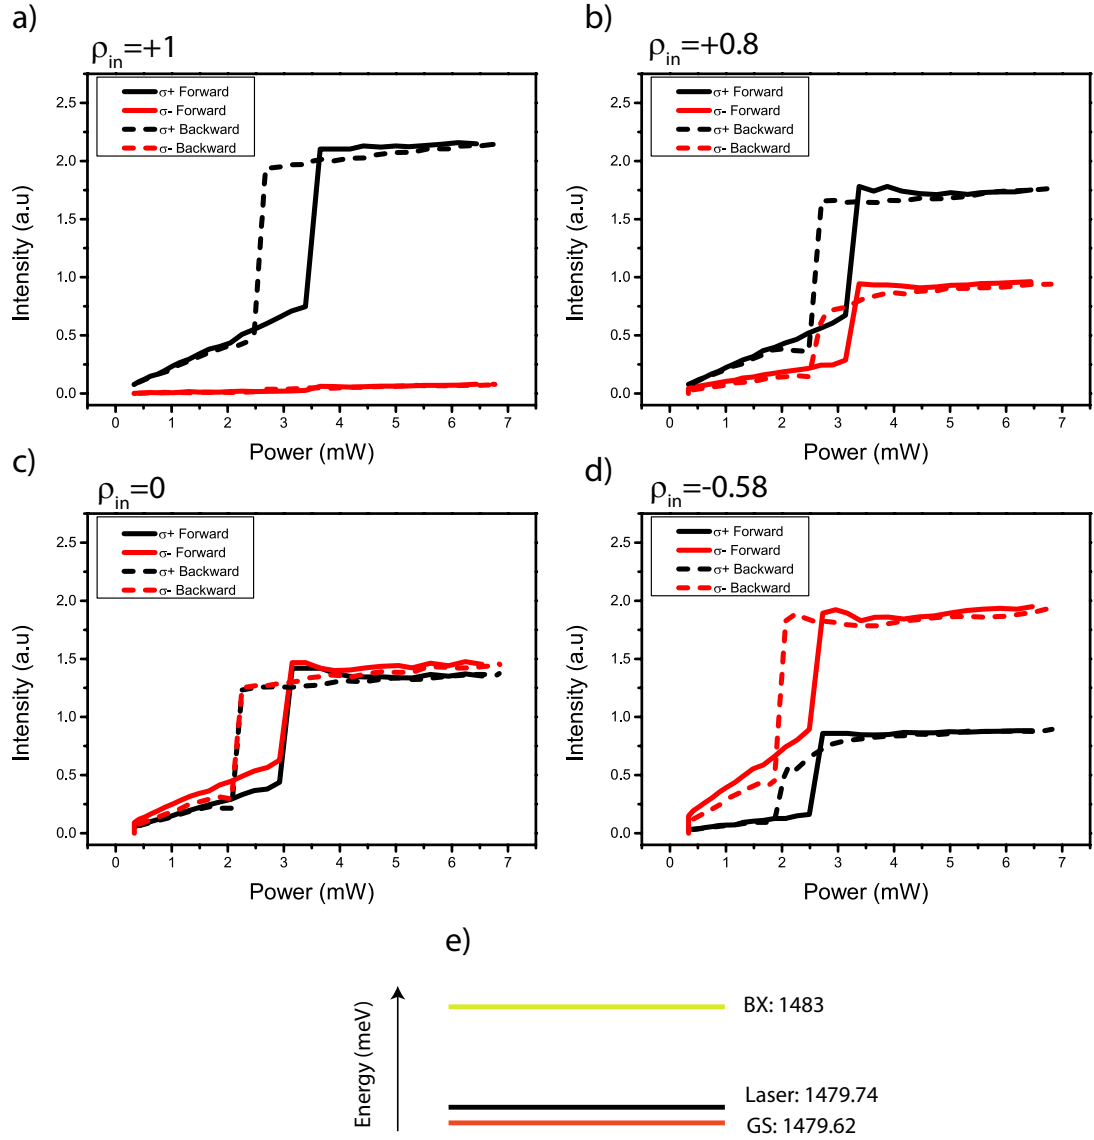 a)
ρin=+1
Intensity (a.u)
2.5
2.0
1.5
1.0
0.5
0.0
σ+ Forward
σ- Forward
σ+ Backward
σ- Backward
0 1 2 3 4 5 6 7
Power (mW)
b)
ρin=+0.8
Intensity (a.u)
2.5
2.0
1.5
1.0
0.5
0.0
σ+ Forward
σ- Forward
σ+ Backward
σ- Backward
0 1 2 3 4 5 6 7
Power (mW)
c)
ρin=0
Intensity (a.u)
2.5
2.0
1.5
1.0
0.5
0.0
σ+ Forward
σ- Forward
σ+ Backward
σ- Backward
0 1 2 3 4 5 6 7
Power (mW)
d)
ρin=-0.58
Intensity (a.u)
2.5
2.0
1.5
1.0
0.5
0.0
σ+ Forward
σ- Forward
σ+ Backward
σ- Backward
0 1 2 3 4 5 6 7
Power (mW)
e)
Energy (meV)
BX: 1483
Laser: 1479.74
GS: 1479.62